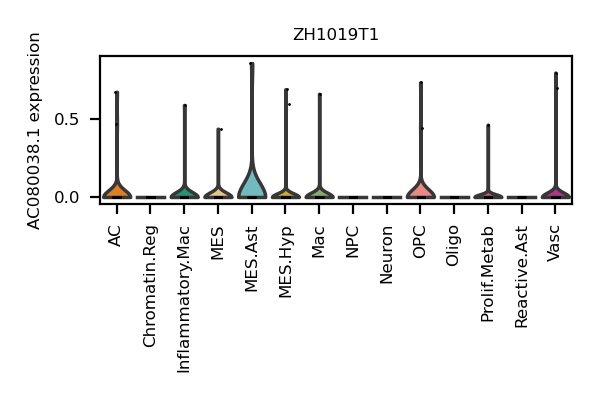 ZH1019T1
AC080038.1 expression
0.5
0.0
AC
Chromatin.Reg
Inflammatory.Mac
MES
MES.Ast
MES.Hyp
Mac
NPC
Neuron
OPC
Oligo
Prolif.Metab
Reactive.Ast
Vasc